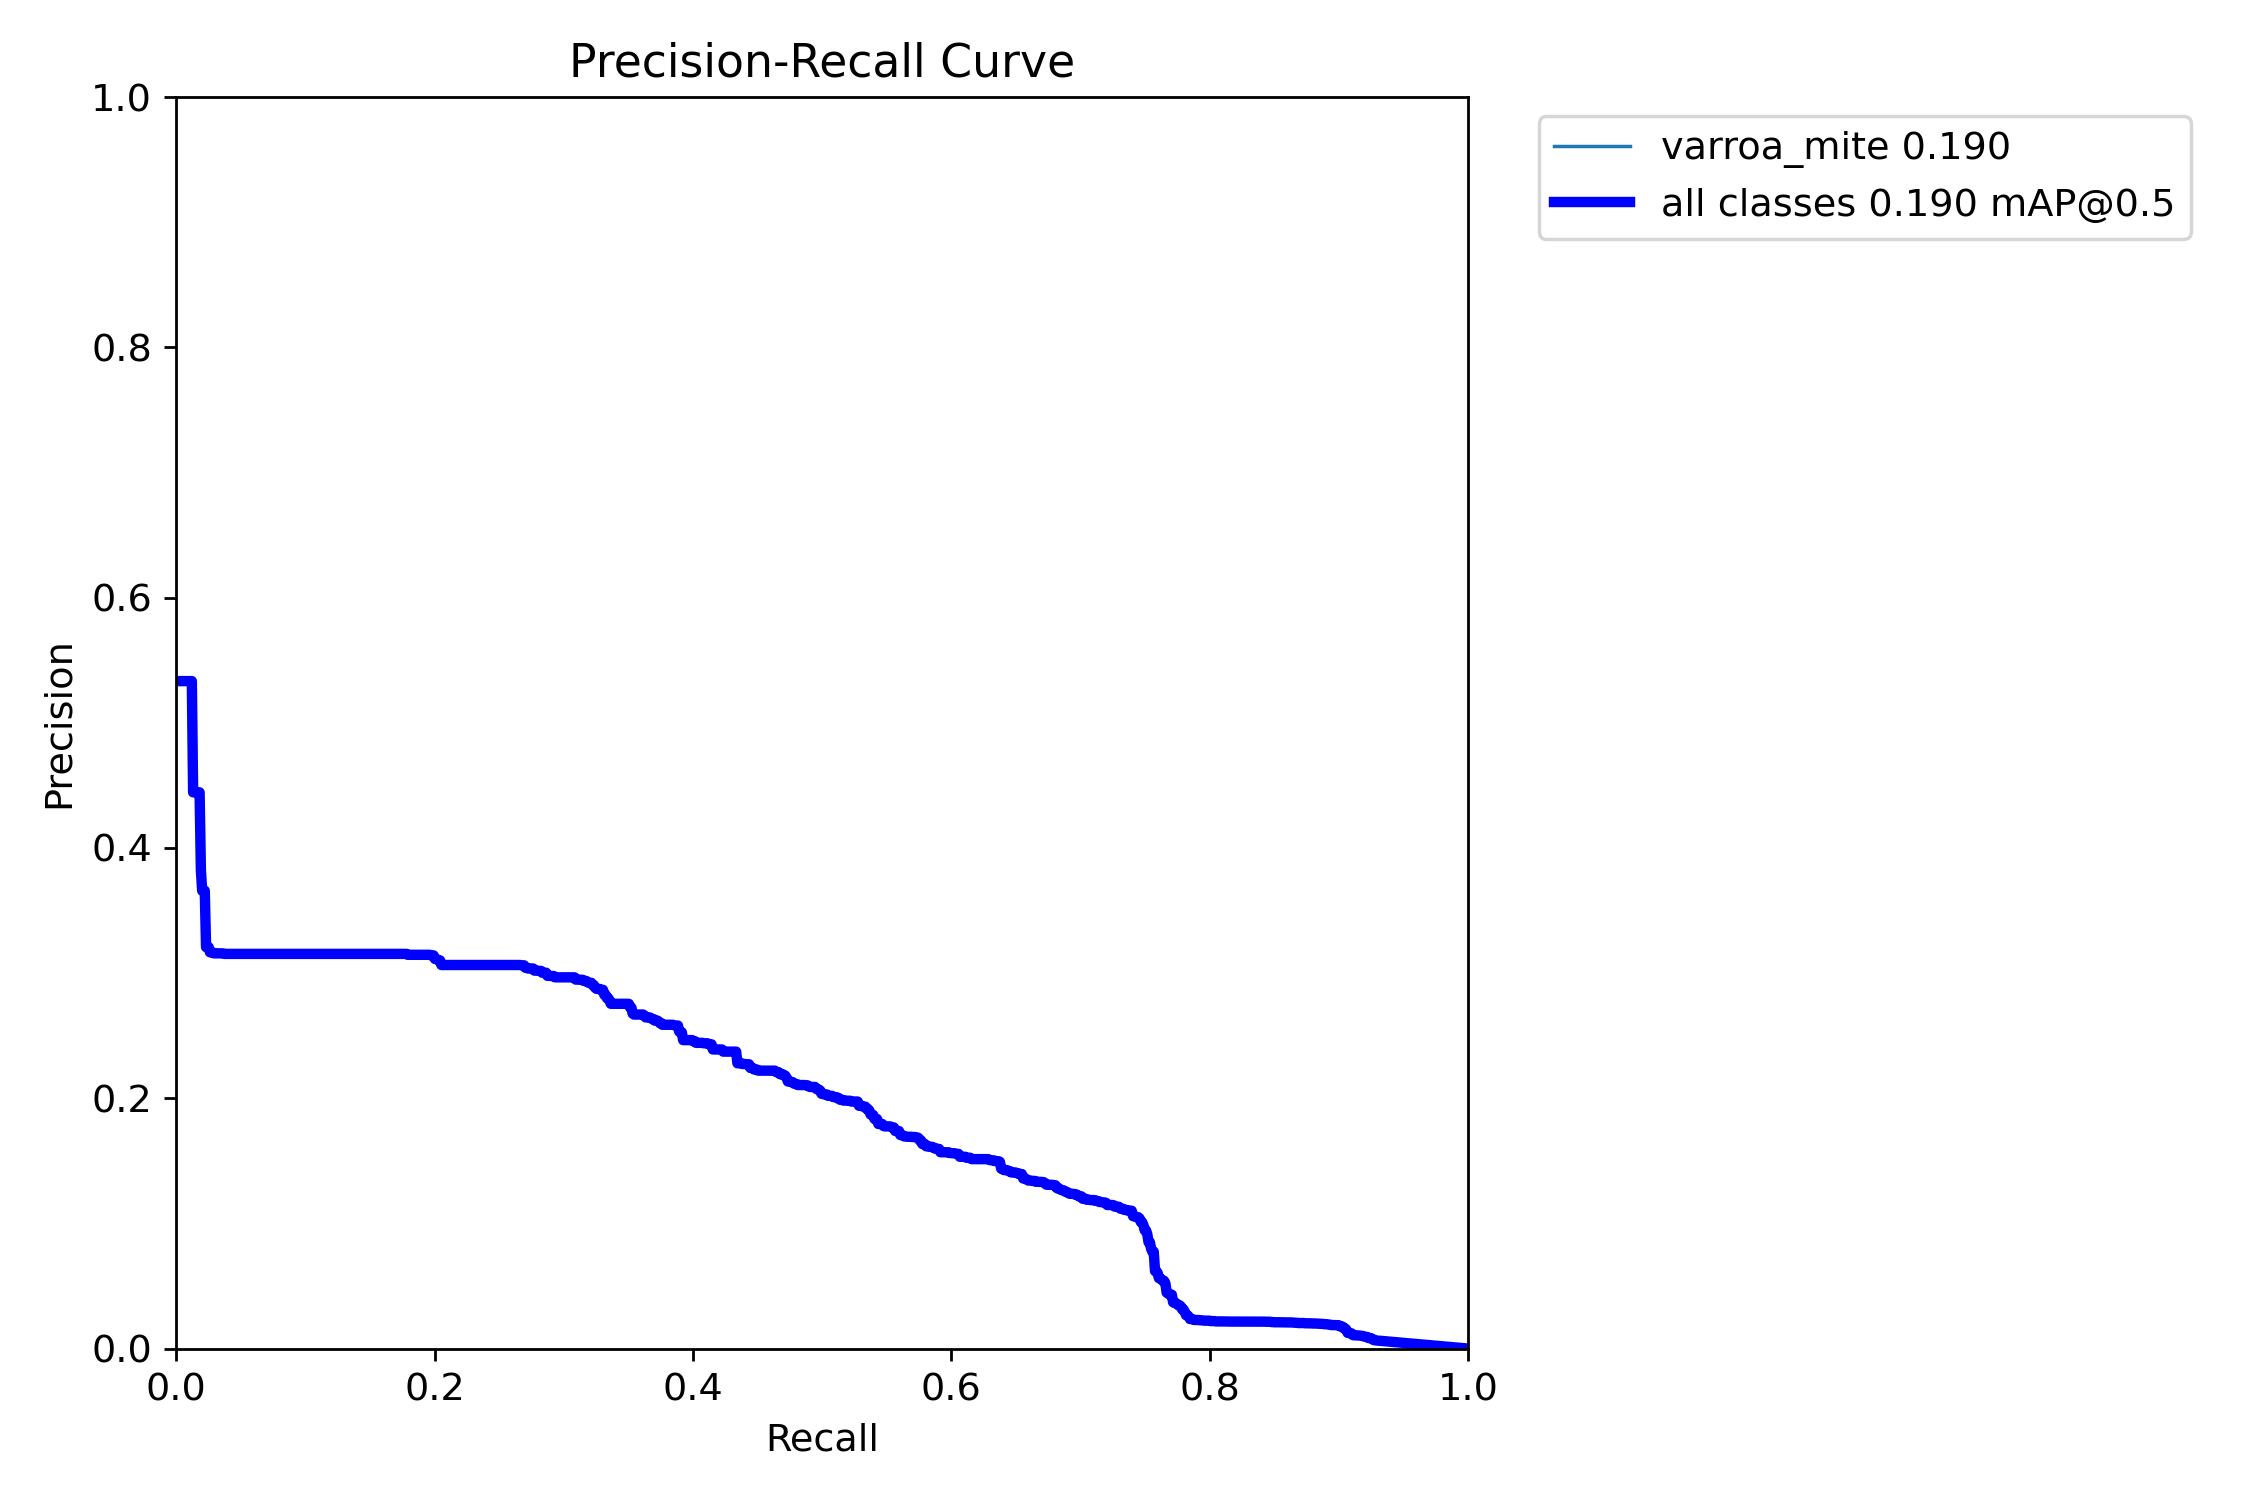 Precision-Recall Curve
1.0
0.8
0.6
0.4
0.2
0.0
Precision
0.0 0.2 0.4 0.6 0.8 1.0
Recall
varroa_mite 0.190
all classes 0.190 mAP@0.5